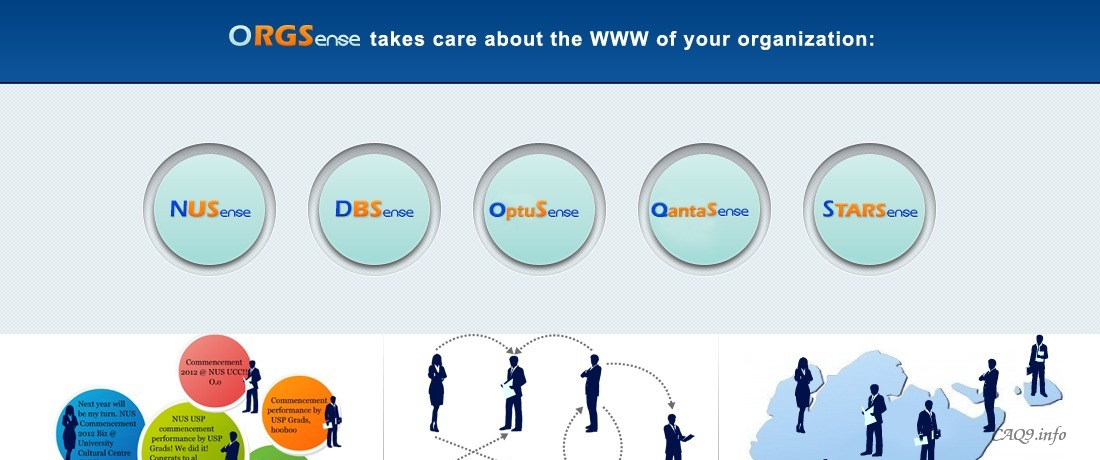 ORGSense takes care about the WWW of your organization:
NUSense
DBSense
OptuSense
QantaSense
STARSense
Commencement
2012 @ NUS UCC!!
O.o
Next year will
be my turn. NUS
Commencement
2012 Biz @
University
Cultural Centre
NUS USP
commencement
performance by USP
Grads! We did it!
Congrats to al
Commencement
performance by
USP Grads,
hoohoo
CAQ9.info